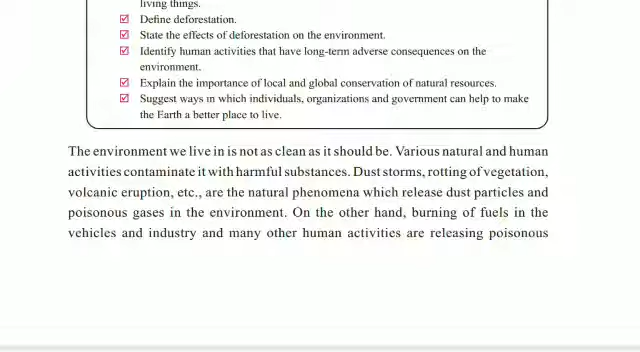 living things.
Define deforestation.
State the effects of deforestation on the environment.
Identify human activities that have long-term adverse consequences on the
environment.
Explain the importance of local and global conservation of natural resources.
Suggest ways in which individuals, organizations and government can help to make
the Earth a better place to live.
The environment we live in is not as clean as it should be. Various natural and human
activities contaminate it with harmful substances. Dust storms, rotting of vegetation,
volcanic eruption, etc., are the natural phenomena which release dust particles and
poisonous gases in the environment. On the other hand, burning of fuels in the
vehicles and industry and many other human activities are releasing poisonous